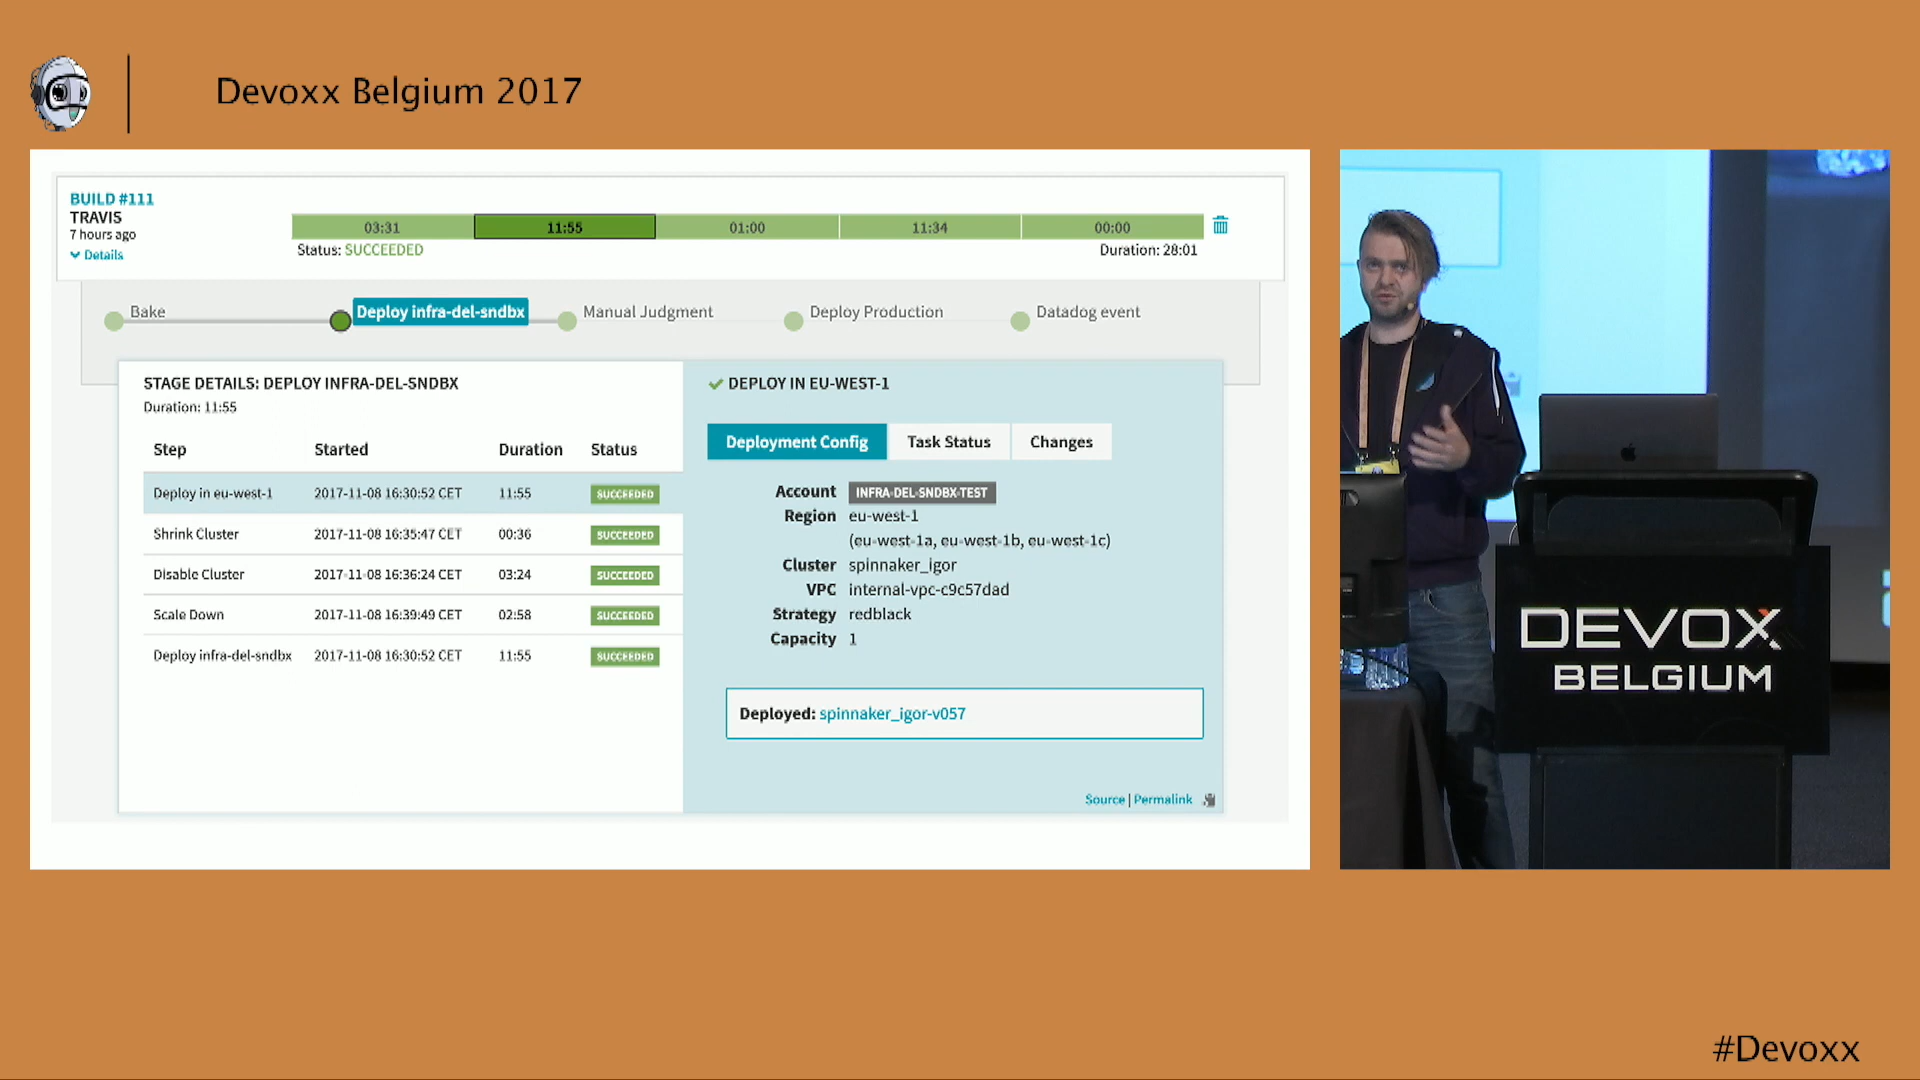 Devoxx Belgium 2017
BUILD #111
TRAVIS
7 hours ago
Details
03:31 11:55 01:00 11:34 00:00
Status: SUCCEEDED Duration: 28:01
Bake Deploy infra-del-sndbx Manual Judgment Deploy Production Datadog event
STAGE DETAILS: DEPLOY INFRA-DEL-SNDBX
Duration: 11:55
Step Started Duration Status
Deploy in eu-west-1 2017-11-08 16:30:52 CET 11:55 SUCCEEDED
Shrink Cluster 2017-11-08 16:35:47 CET 00:36 SUCCEEDED
Disable Cluster 2017-11-08 16:36:24 CET 03:24 SUCCEEDED
Scale Down 2017-11-08 16:39:49 CET 02:58 SUCCEEDED
Deploy infra-del-sndbx 2017-11-08 16:30:52 CET 11:55 SUCCEEDED
DEPLOY IN EU-WEST-1
Deployment Config Task Status Changes
Account INFRA-DEL-SNDBX-TEST
Region eu-west-1
(eu-west-1a, eu-west-1b, eu-west-1c)
Cluster spinnaker_igor
VPC internal-vpc-c9c57dad
Strategy redblack
Capacity 1
Deployed: spinnaker_igor-v057
Source | Permalink
DEVOXX
BELGIUM
#Devoxx